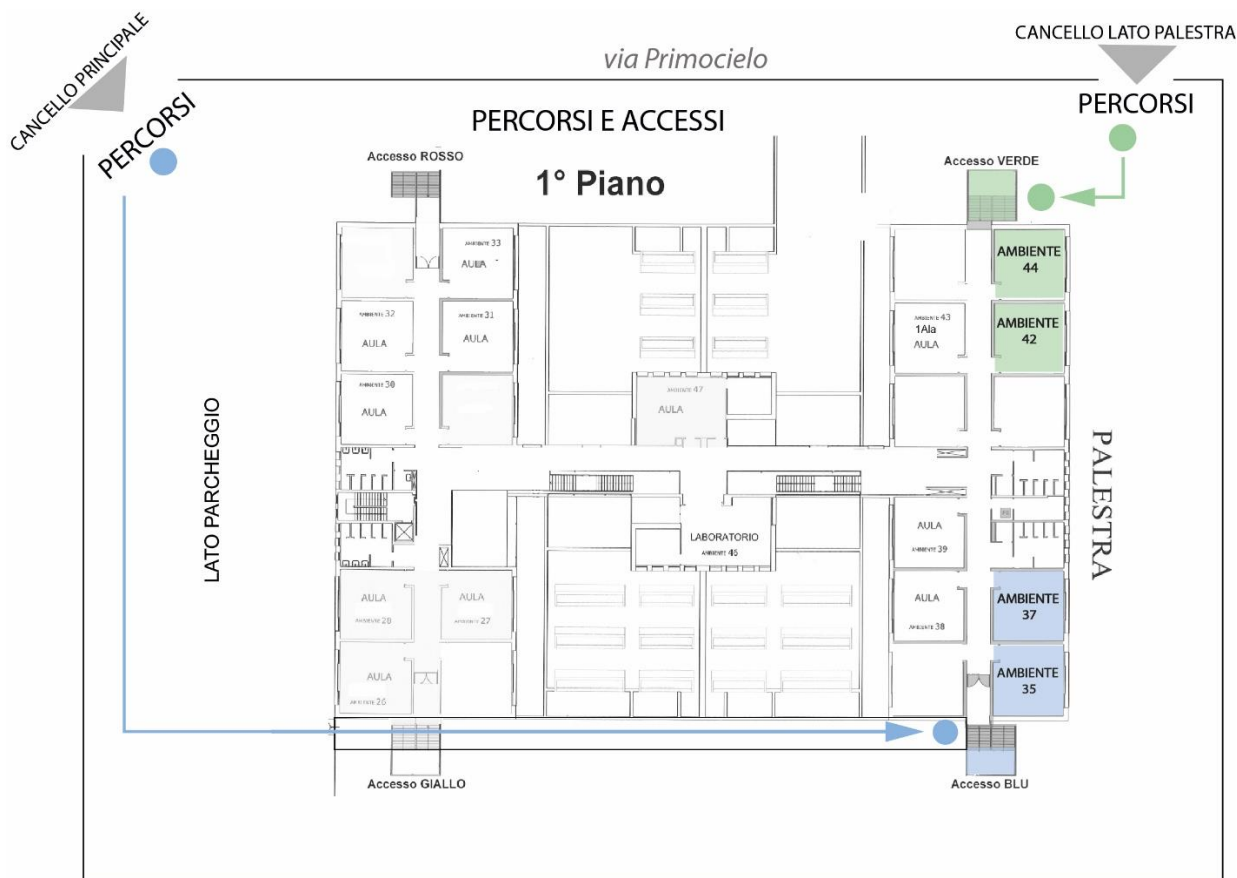 CANCELLO PRINCIPALE
PERCORSI
via Primocielo
CANCELLO LATO PALESTRA
PERCORSI
PERCORSI E ACCESSI
Accesso ROSSO
1° Piano
Accesso VERDE
AMBIENTE 33
AULA
AMBIENTE
44
AMBIENTE 32
AULA
AMBIENTE 31
AULA
AMBIENTE 43
1Ala
AULA
AMBIENTE
42
AMBIENTE 30
AULA
AMBIENTE 47
AULA
LATO PARCHEGGIO
PALESTRA
LABORATORIO
AMBIENTE 46
AULA
AMBIENTE 39
AULA
AMBIENTE 28
AULA
AMBIENTE 27
AULA
AMBIENTE 38
AMBIENTE
37
AULA
AMBIENTE 26
AMBIENTE
35
Accesso GIALLO
Accesso BLU